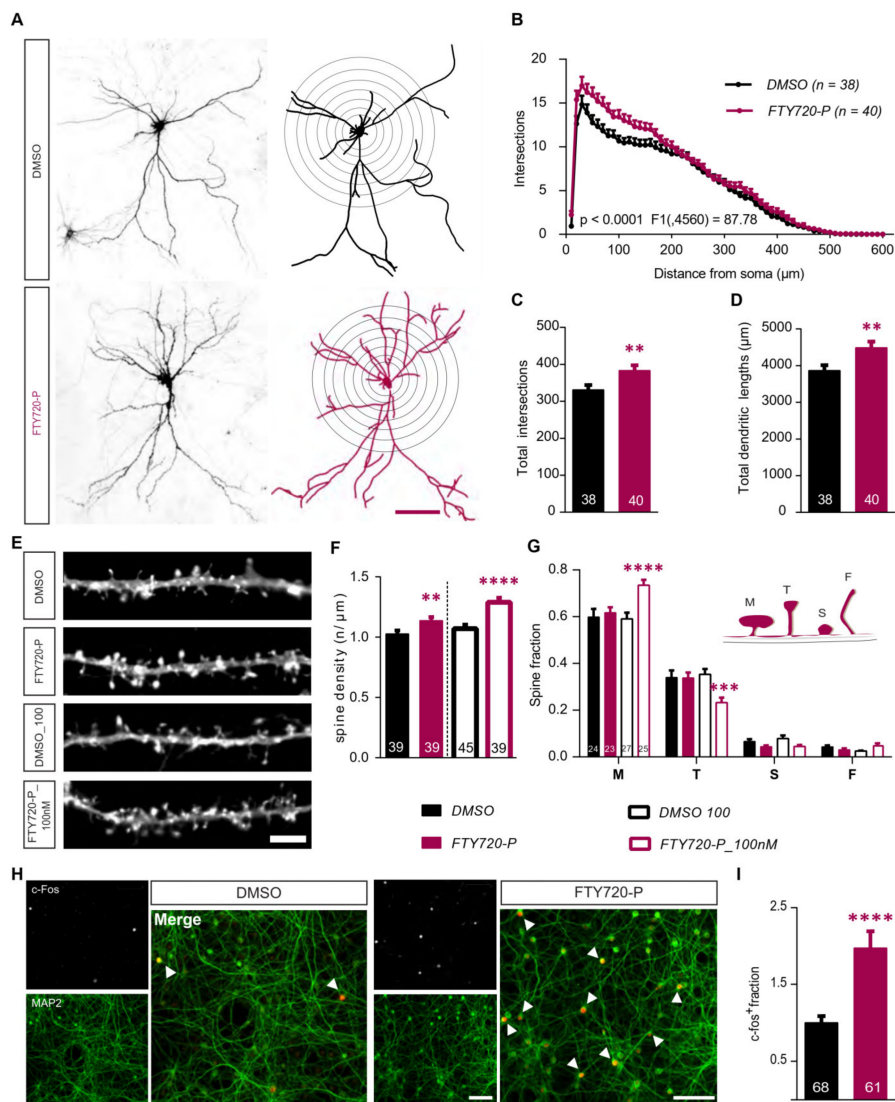 A
DMSO
FTY720-P
B
Intersections
20
15
10
5
0
DMSO (n = 38)
FTY720-P (n = 40)
p < 0.0001 F1(,4560) = 87.78
0 100 200 300 400 500 600
Distance from soma (µm)
C
Total intersections
500
400
300
200
100
0
**
38 40
D
Total dendritic lengths (µm)
5000
4000
3000
2000
1000
0
**
38 40
E
DMSO
FTY720-P
DMSO_100
FTY720-P_
100nM
F
spine density (n/µm)
1.5
1.0
0.5
0.0
** ****
39 39 45 39
G
Spine fraction
0.8
0.6
0.4
0.2
0.0
****
***
24 23 27 25
M T S F
M T S F
DMSO
DMSO 100
FTY720-P
FTY720-P_100nM
H
c-Fos
MAP2
DMSO
Merge
FTY720-P
I
c-fos+fraction
2.5
1.5
0.5
****
68 61